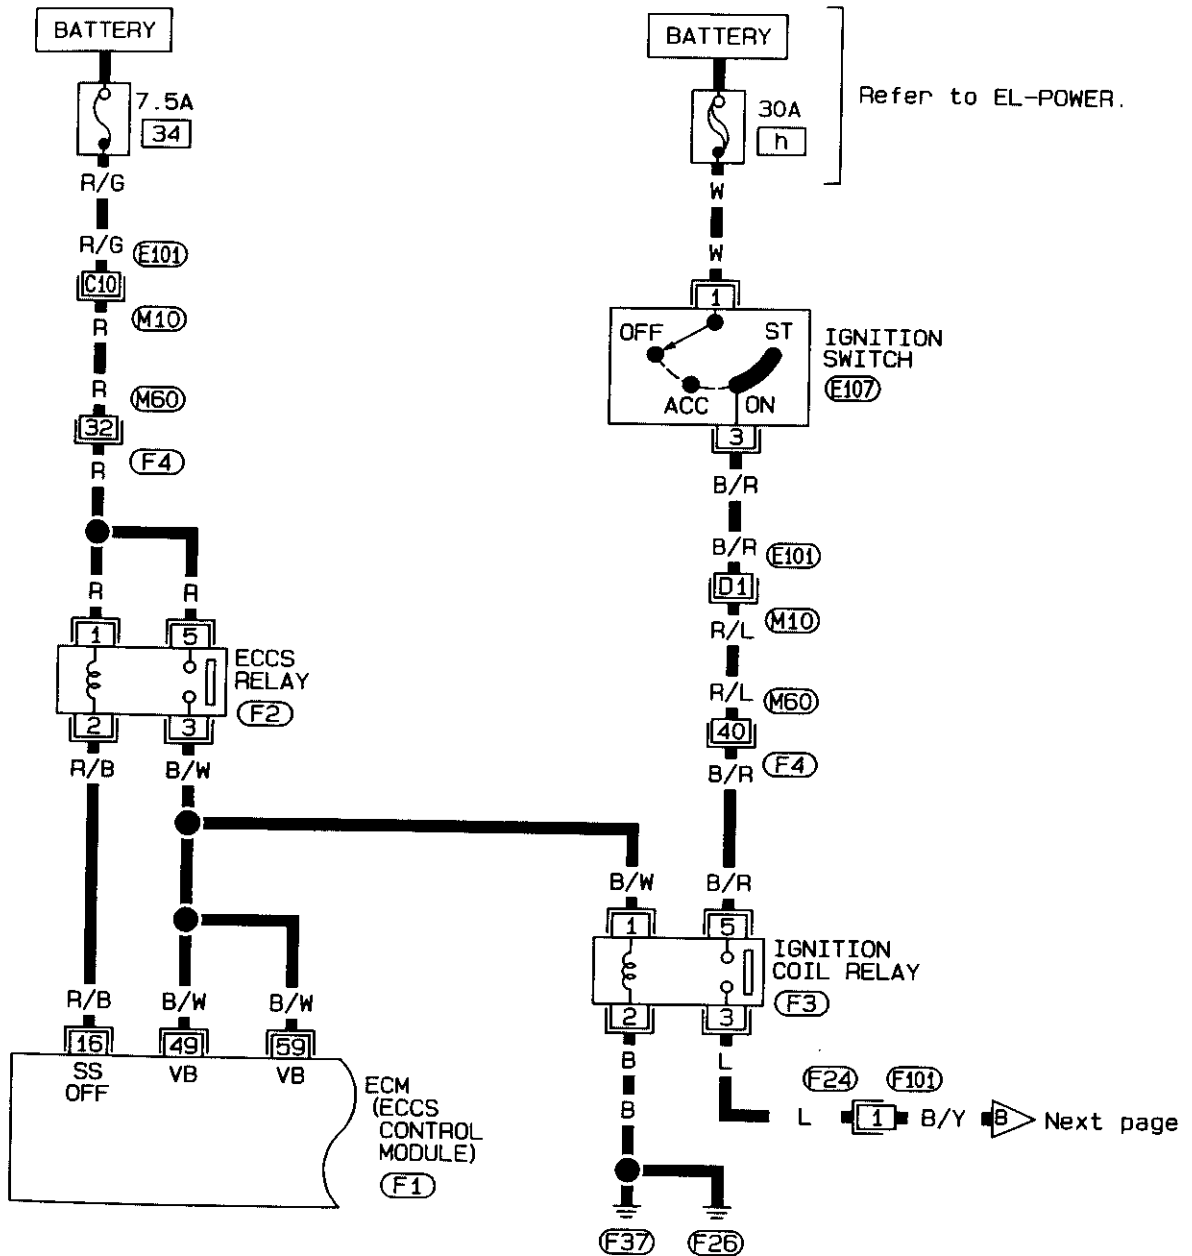 BATTERY
7.5A
34
R/G
R/G
E101
C10
M10
R
R
M60
32
F4
R
R
R
1
5
ECCS
RELAY
F2
2
3
R/B
B/W
R/B
B/W
B/W
16
49
59
SS
OFF
VB
VB
ECM
(ECCS
CONTROL
MODULE)
F1
BATTERY
30A
h
Refer to EL-POWER.
W
W
1
OFF
ST
ACC
ON
IGNITION
SWITCH
E107
3
B/R
B/R
E101
D1
M10
R/L
R/L
M60
40
F4
B/R
B/W
B/R
1
5
IGNITION
COIL RELAY
F3
2
3
B
L
B
F24
F101
L
1
B/Y
B
Next page
F37
F26